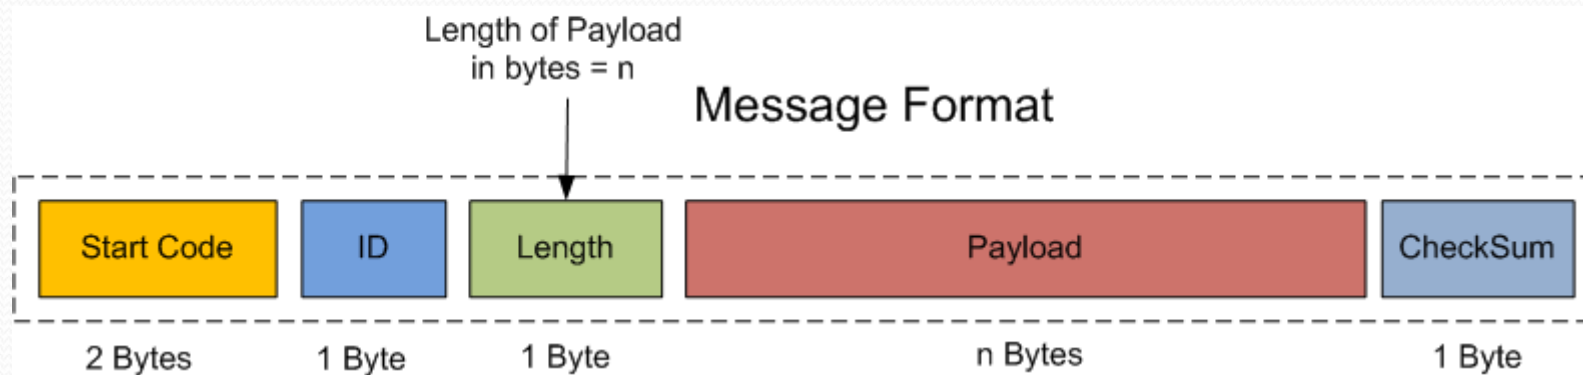 Length of Payload
in bytes = n
Message Format
Start Code
ID
Length
Payload
CheckSum
2 Bytes
1 Byte
1 Byte
n Bytes
1 Byte